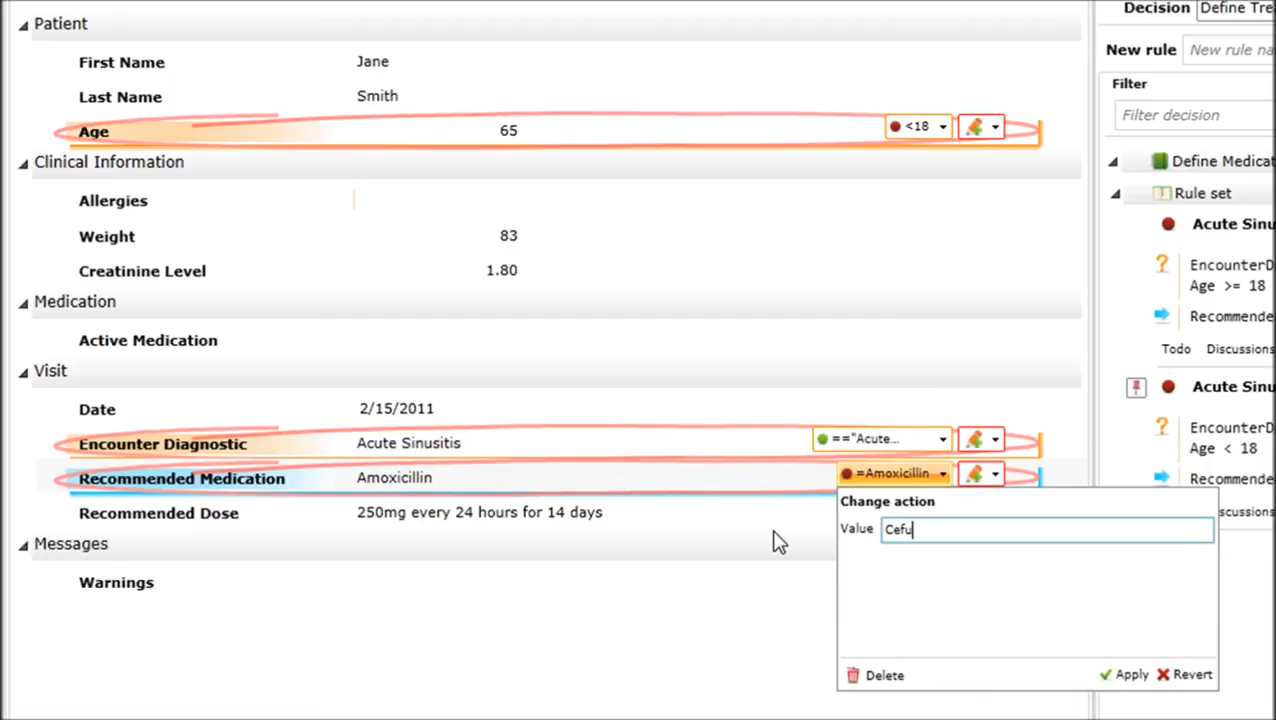 Patient
First Name Jane
Last Name Smith
Age 65 <18
Clinical Information
Allergies
Weight 83
Creatinine Level 1.80
Medication
Active Medication
Visit
Date 2/15/2011
Encounter Diagnostic Acute Sinusitis =="Acute...
Recommended Medication Amoxicillin =Amoxicillin
Recommended Dose 250mg every 24 hours for 14 days
Messages
Warnings
Change action
Value Cefu
Delete Apply Revert
Decision Define Tre
New rule New rule na
Filter
Filter decision
Define Medicat
Rule set
Acute Sinu
EncounterD
Age >= 18
Recommende
Todo Discussions
Acute Sinu
EncounterD
Age < 18
Recommende
scussions